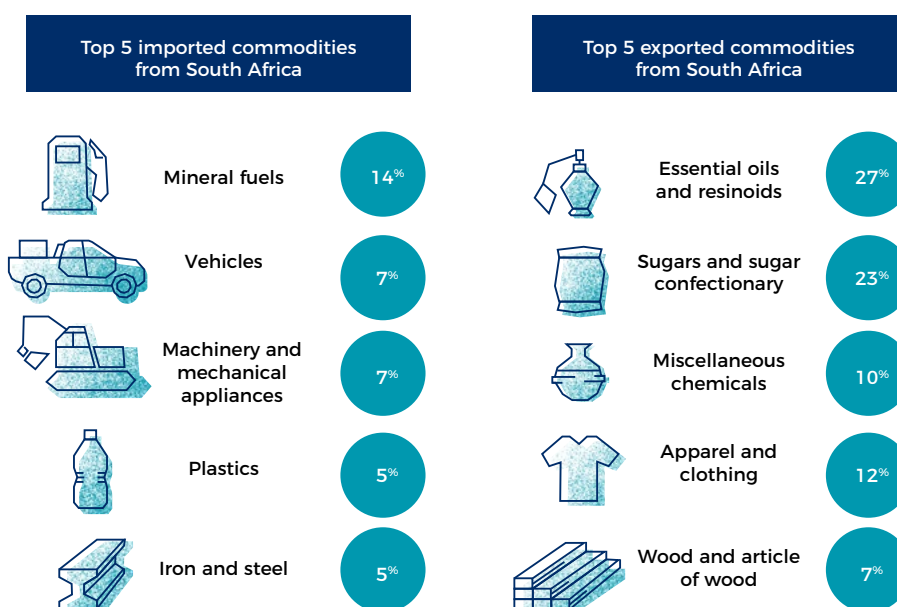 Top 5 imported commodities
from South Africa
Mineral fuels
14%
Vehicles
7%
Machinery and
mechanical
appliances
7%
Plastics
5%
Iron and steel
5%
Top 5 exported commodities
from South Africa
Essential oils
and resinoids
27%
Sugars and sugar
confectionary
23%
Miscellaneous
chemicals
10%
Apparel and
clothing
12%
Wood and article
of wood
7%